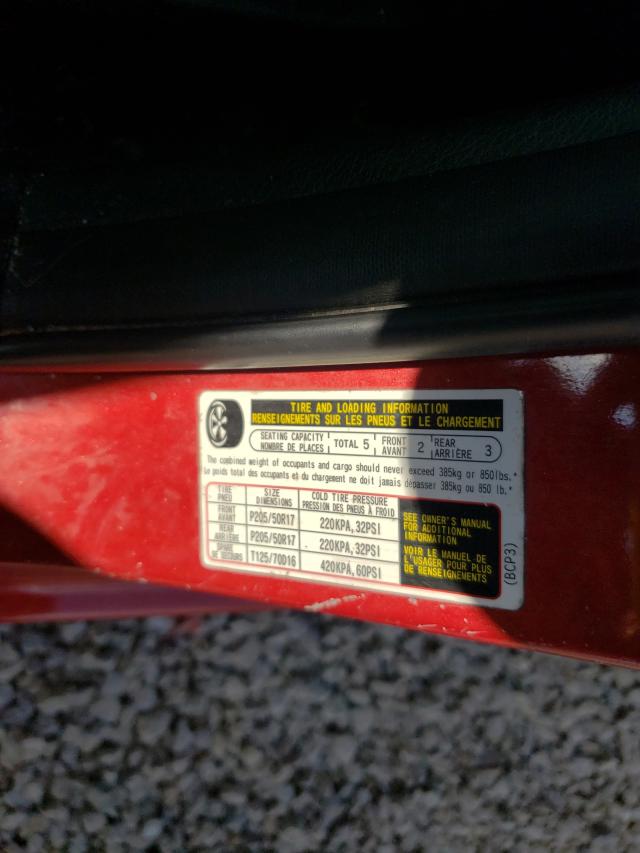 TIRE AND LOADING INFORMATION
RENSEIGNEMENTS SUR LES PNEUS ET LE CHARGEMENT
SEATING CAPACITY NOMBRE DE PLACES TOTAL 5 FRONT AVANT 2 REAR ARRIÈRE 3
The combined weight of occupants and cargo should never exceed 385kg or 850lbs.
Le poids total des occupants et du chargement ne doit jamais dépasser 385kg ou 850 lb.
TIRE PNEU SIZE DIMENSIONS COLD TIRE PRESSURE PRESSION DES PNEUS À FROID
FRONT AVANT P205/50R17 220KPA,32PSI
REAR ARRIÈRE P205/50R17 220KPA,32PSI
SPARE DE SECOURS T125/70D16 420KPA,60PSI
SEE OWNER'S MANUAL
FOR ADDITIONAL
INFORMATION
VOIR LE MANUEL DE
L'USAGER POUR PLUS
DE RENSEIGNEMENTS
(BCP3)